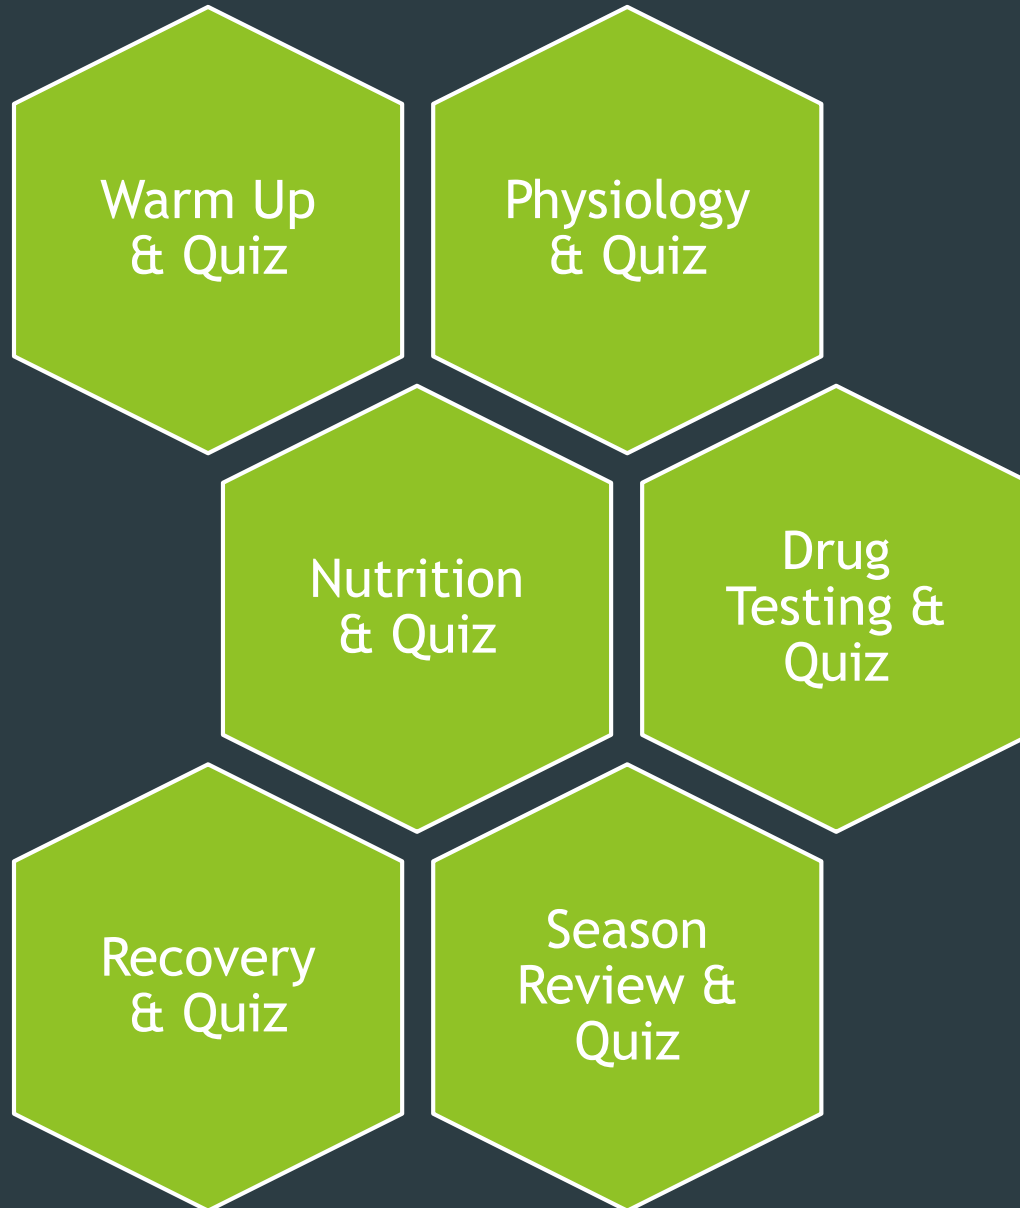 Warm Up
& Quiz
Physiology
& Quiz
Nutrition
& Quiz
Drug
Testing &
Quiz
Recovery
& Quiz
Season
Review &
Quiz